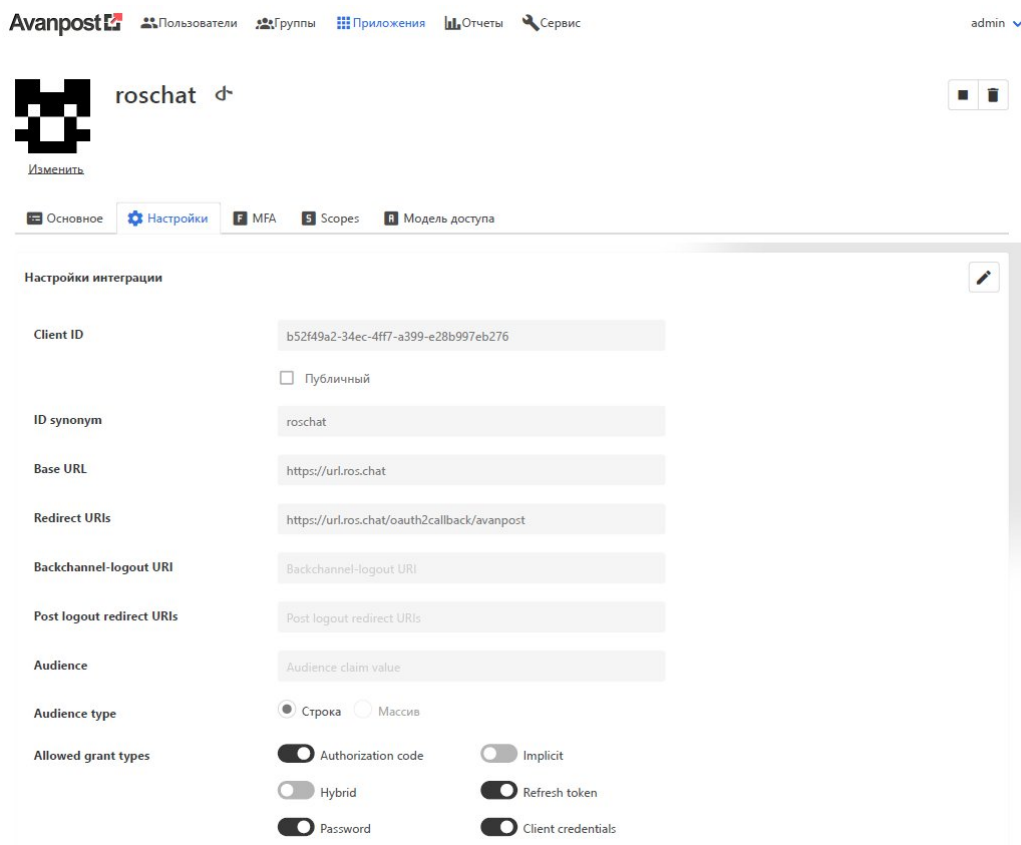 Avanpost Пользователи Группы Приложения Отчеты Сервис admin
roschat
Изменить
Основное Настройки F MFA S Scopes A Модель доступа
Настройки интеграции
Client ID b52f49a2-34ec-4ff7-a399-e28b997eb276
Публичный
ID synonym roschat
Base URL https://url.ros.chat
Redirect URIs https://url.ros.chat/oauth2callback/avanpost
Backchannel-logout URI Backchannel-logout URI
Post logout redirect URIs Post logout redirect URIs
Audience Audience claim value
Audience type Строка Массив
Allowed grant types Authorization code Implicit
Hybrid Refresh token
Password Client credentials